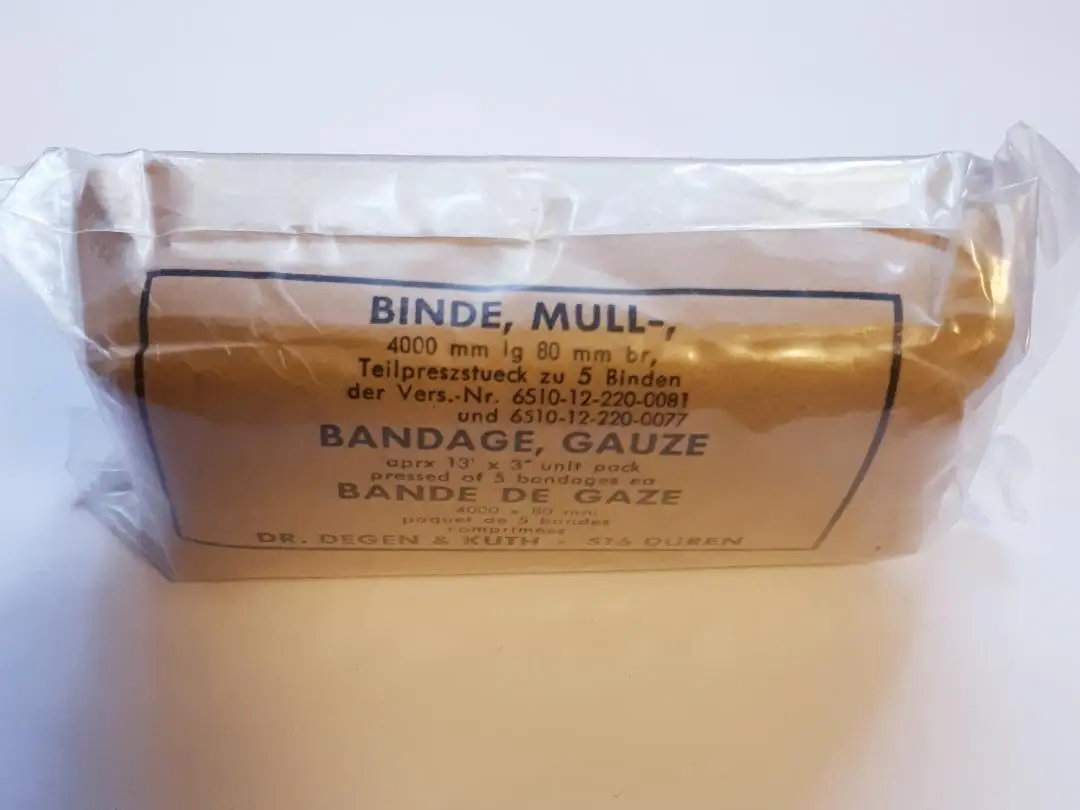 BINDE, MULL-,
4000 mm lg 80 mm br,
Teilpreszstueck zu 5 Binden
der Vers.-Nr. 6510-12-220-0081
und 6510-12-220-0077
BANDAGE, GAUZE
aprx 13' x 3" unit pack
pressed of 5 bandages ea
BANDE DE GAZE
4000 x 80 mm
paquet de 5 bandes
comprimées
DR. DEGEN & KUTH - 516 DÜREN